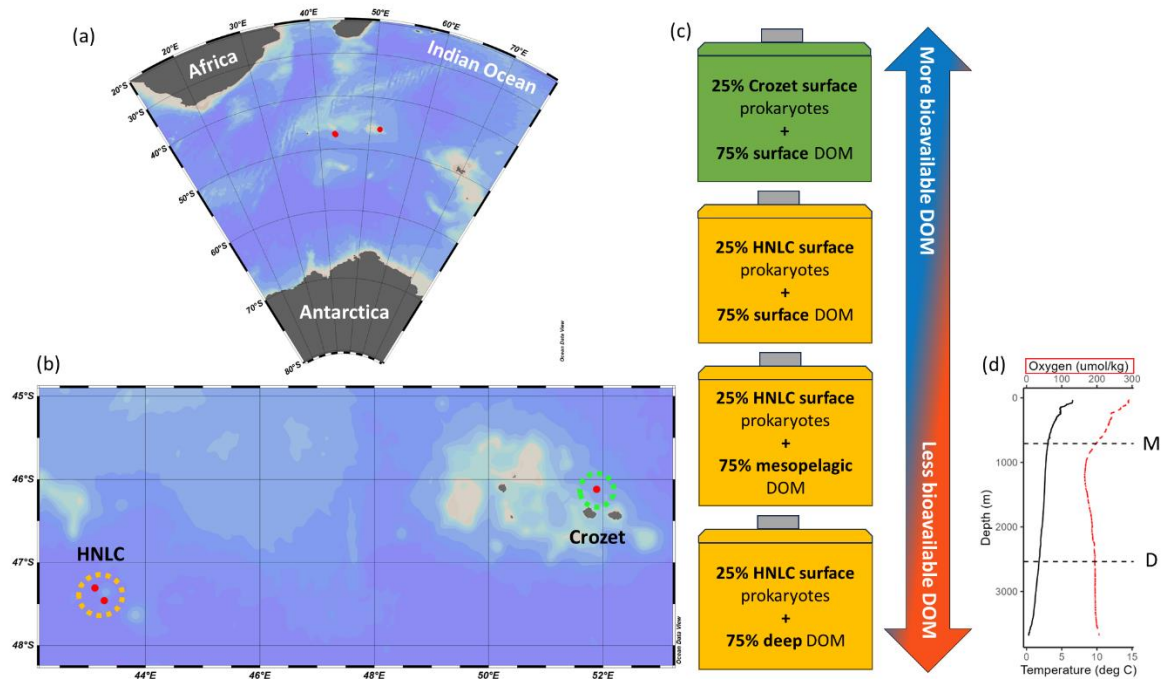 (a)
20°E
30°E
40°E
50°E
60°E
70°E
20°S
30°S
40°S
50°S
60°S
70°S
80°S
Africa
Indian Ocean
Antarctica
Ocean Data View
(b)
45°S
46°S
47°S
48°S
HNLC
Crozet
44°E
46°E
48°E
50°E
52°E
Ocean Data View
(c)
25% Crozet surface
prokaryotes
+
75% surface DOM
25% HNLC surface
prokaryotes
+
75% surface DOM
25% HNLC surface
prokaryotes
+
75% mesopelagic
DOM
25% HNLC surface
prokaryotes
+
75% deep DOM
More bioavailable DOM
Less bioavailable DOM
(d)
Oxygen (umol/kg)
0 100 200 300
0
1000
2000
3000
Depth (m)
M
D
0 5 10 15
Temperature (deg C)